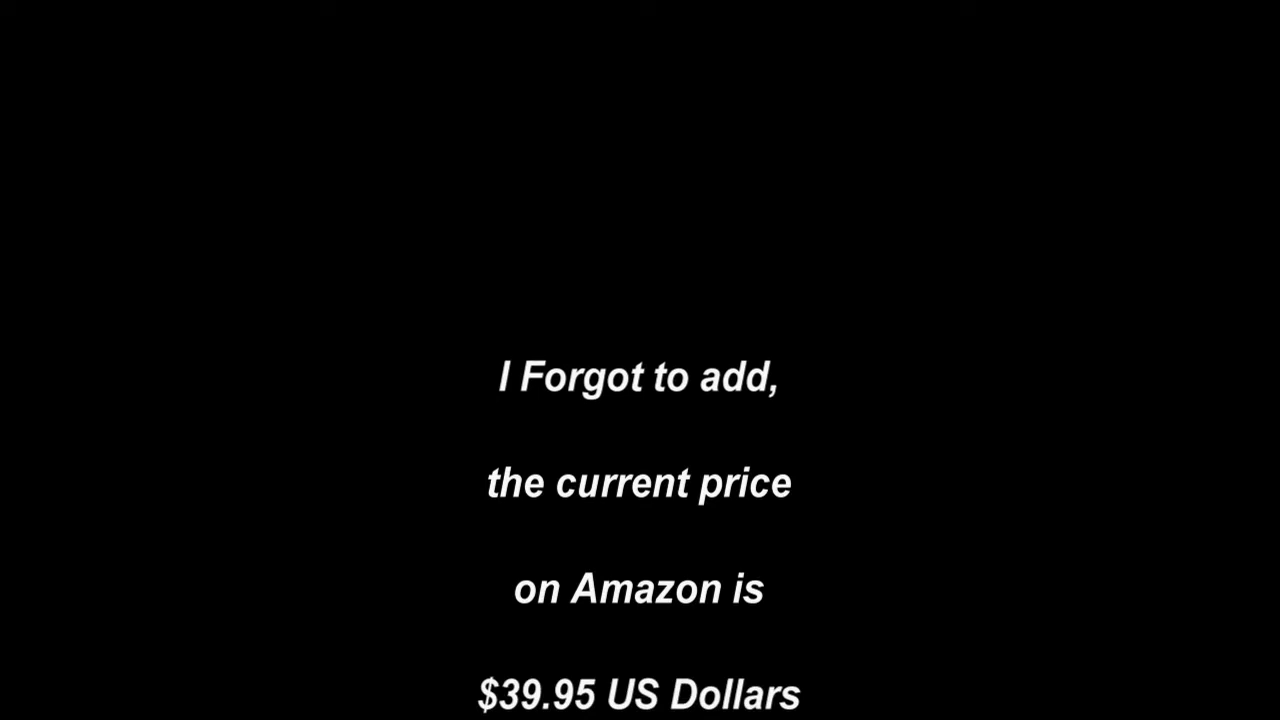 I Forgot to add,
the current price
on Amazon is
$39.95 US Dollars